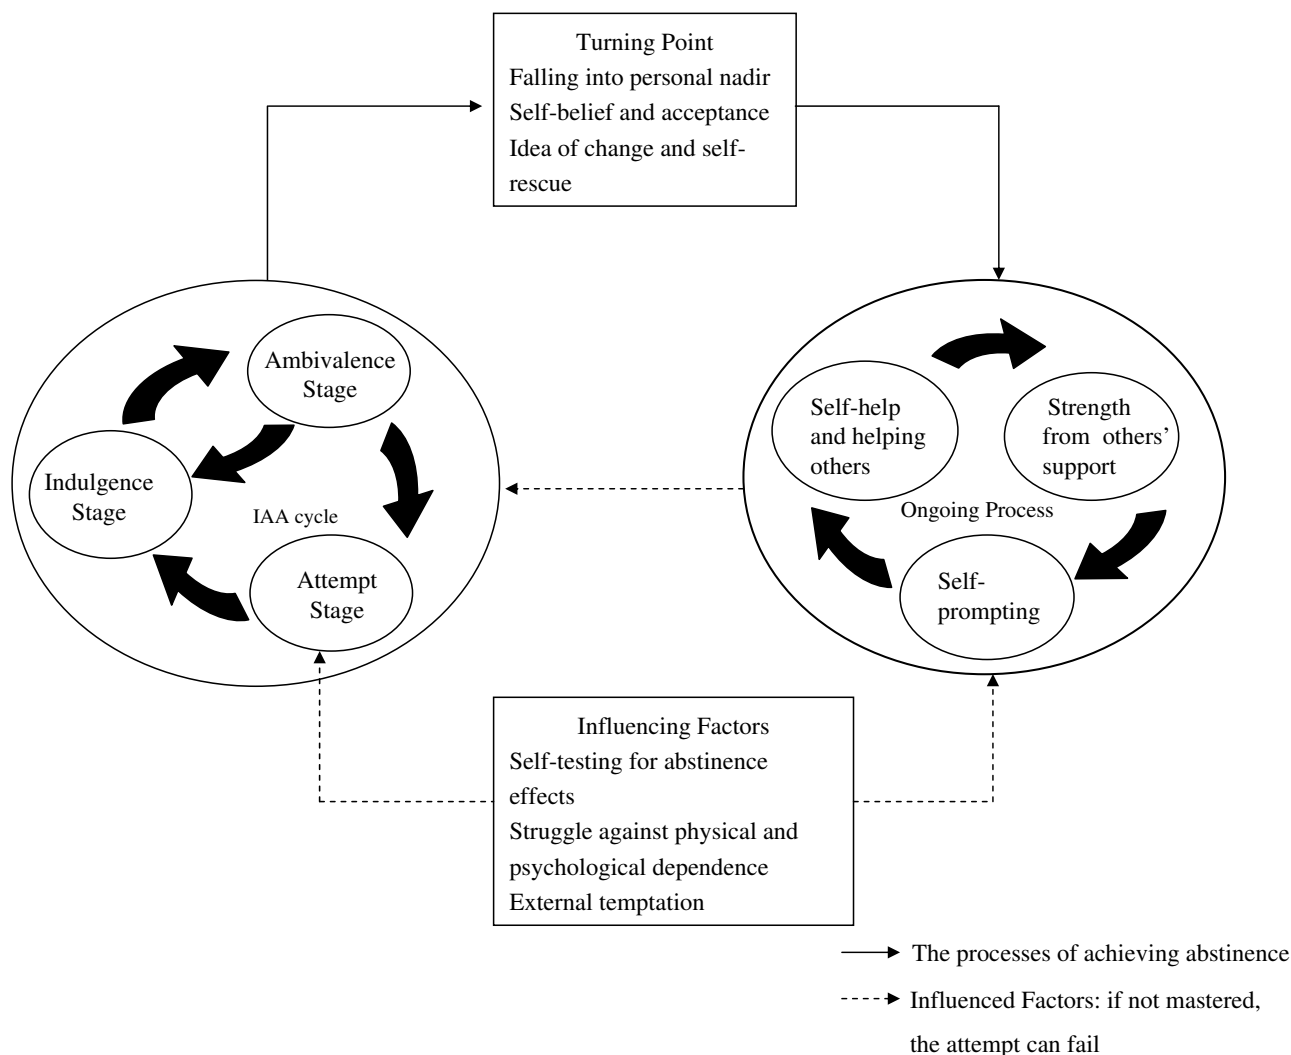 Turning Point
Falling into personal nadir
Self-belief and acceptance
Idea of change and self-
rescue
Ambivalence
Stage
Indulgence
Stage
IAA cycle
Attempt
Stage
Self-help
and helping
others
Strength
from others’
support
Ongoing Process
Self-
prompting
Influencing Factors
Self-testing for abstinence
effects
Struggle against physical and
psychological dependence
External temptation
The processes of achieving abstinence
Influenced Factors: if not mastered,
the attempt can fail